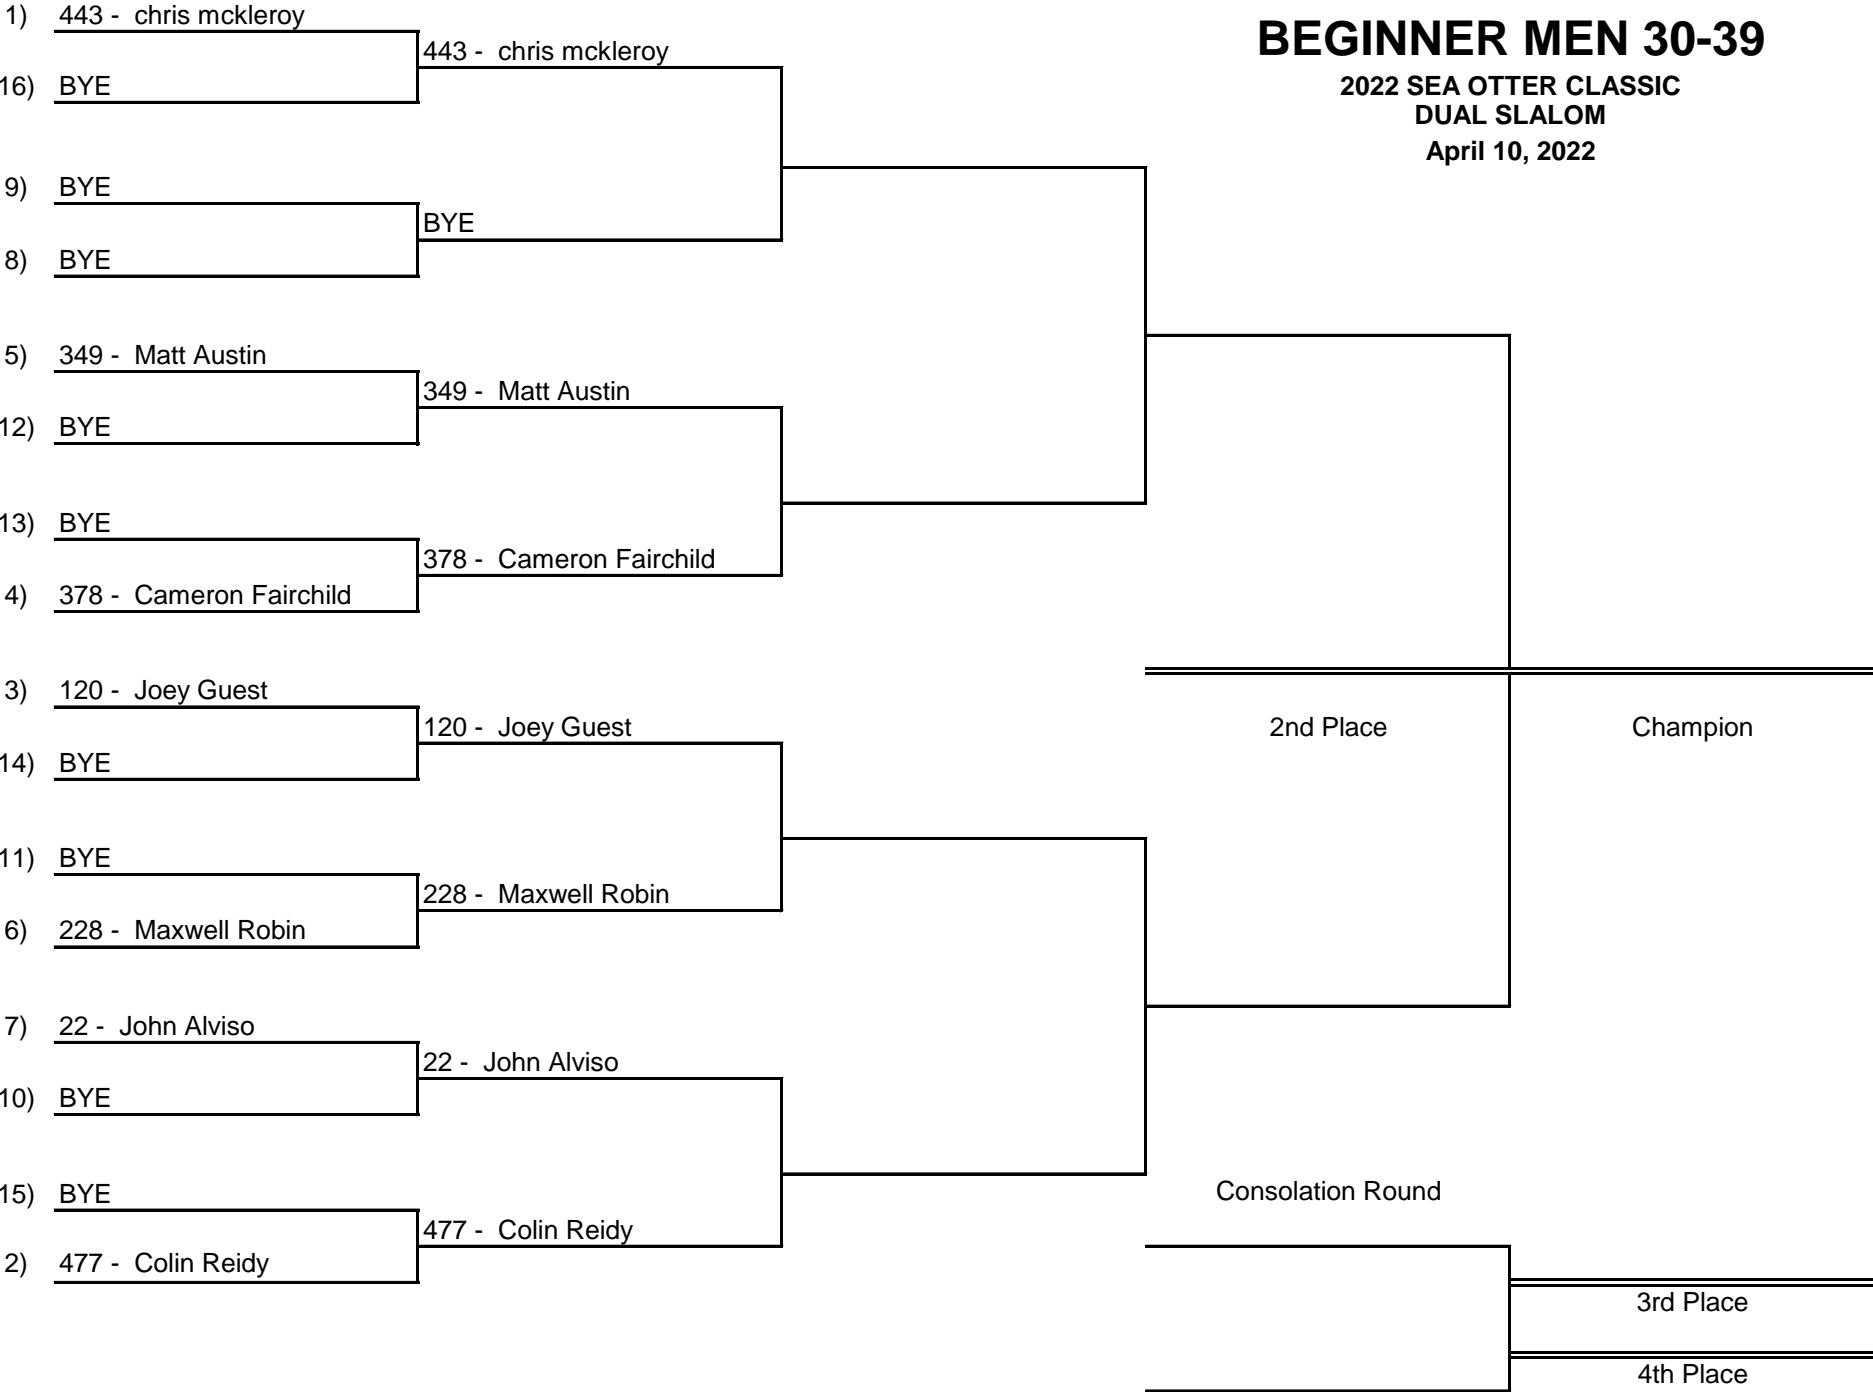 BEGINNER MEN 30-39
2022 SEA OTTER CLASSIC
DUAL SLALOM
April 10, 2022
1) 443 - chris mckleroy
443 - chris mckleroy
16) BYE
9) BYE
BYE
8) BYE
5) 349 - Matt Austin
349 - Matt Austin
12) BYE
13) BYE
378 - Cameron Fairchild
4) 378 - Cameron Fairchild
3) 120 - Joey Guest
120 - Joey Guest
2nd Place
Champion
14) BYE
11) BYE
228 - Maxwell Robin
6) 228 - Maxwell Robin
7) 22 - John Alviso
22 - John Alviso
10) BYE
15) BYE
Consolation Round
477 - Colin Reidy
2) 477 - Colin Reidy
3rd Place
4th Place